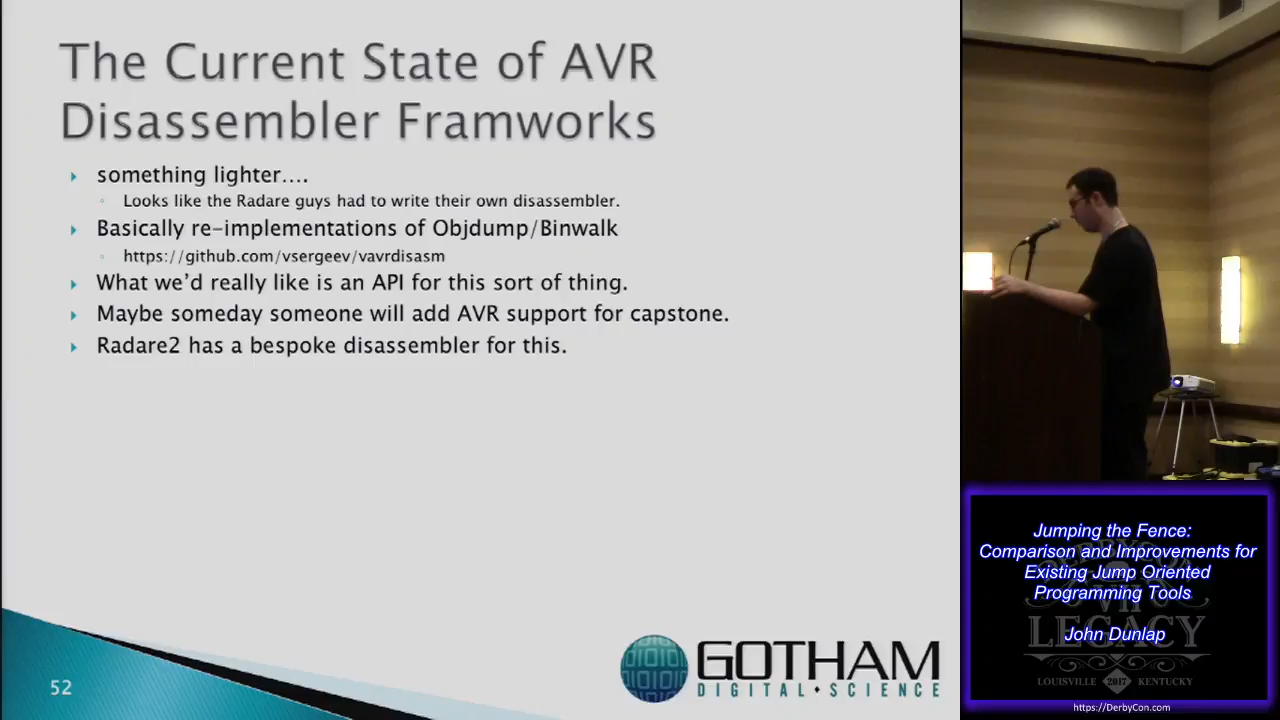 The Current State of AVR
Disassembler Framworks
something lighter....
Looks like the Radare guys had to write their own disassembler.
Basically re-implementations of Objdump/Binwalk
https://github.com/vsergeev/vavrdisasm
What we'd really like is an API for this sort of thing.
Maybe someday someone will add AVR support for capstone.
Radare2 has a bespoke disassembler for this.
52
GOTHAM
DIGITAL SCIENCE
Jumping the Fence:
Comparison and Improvements for
Existing Jump Oriented
Programming Tools
John Dunlap
LEGACY
LOUISVILLE 2017 KENTUCKY
https://DerbyCon.com